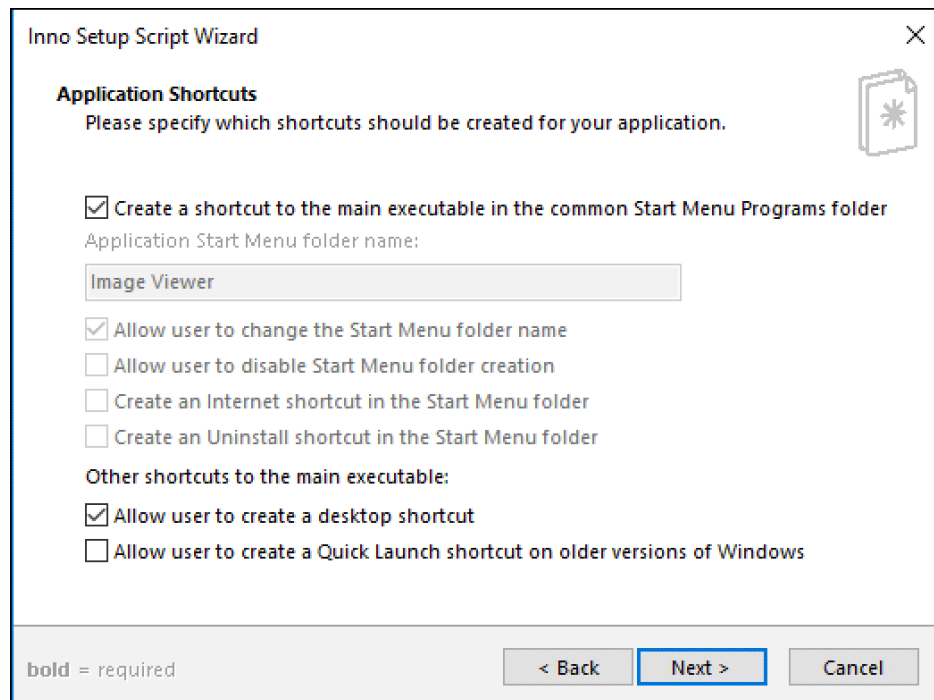 Inno Setup Script Wizard
Application Shortcuts
Please specify which shortcuts should be created for your application.
Create a shortcut to the main executable in the common Start Menu Programs folder
Application Start Menu folder name:
Image Viewer
Allow user to change the Start Menu folder name
Allow user to disable Start Menu folder creation
Create an Internet shortcut in the Start Menu folder
Create an Uninstall shortcut in the Start Menu folder
Other shortcuts to the main executable:
Allow user to create a desktop shortcut
Allow user to create a Quick Launch shortcut on older versions of Windows
bold = required
< Back
Next >
Cancel